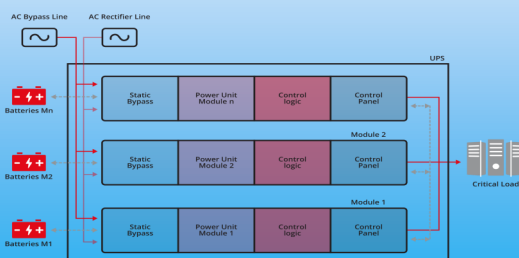 AC Bypass Line
AC Rectifier Line
UPS
Batteries Mn
Static
Bypass
Power Unit
Module n
Control
logic
Control
Panel
Module 2
Batteries M2
Static
Bypass
Power Unit
Module 2
Control
logic
Control
Panel
Critical Load
Module 1
Batteries M1
Static
Bypass
Power Unit
Module 1
Control
logic
Control
Panel